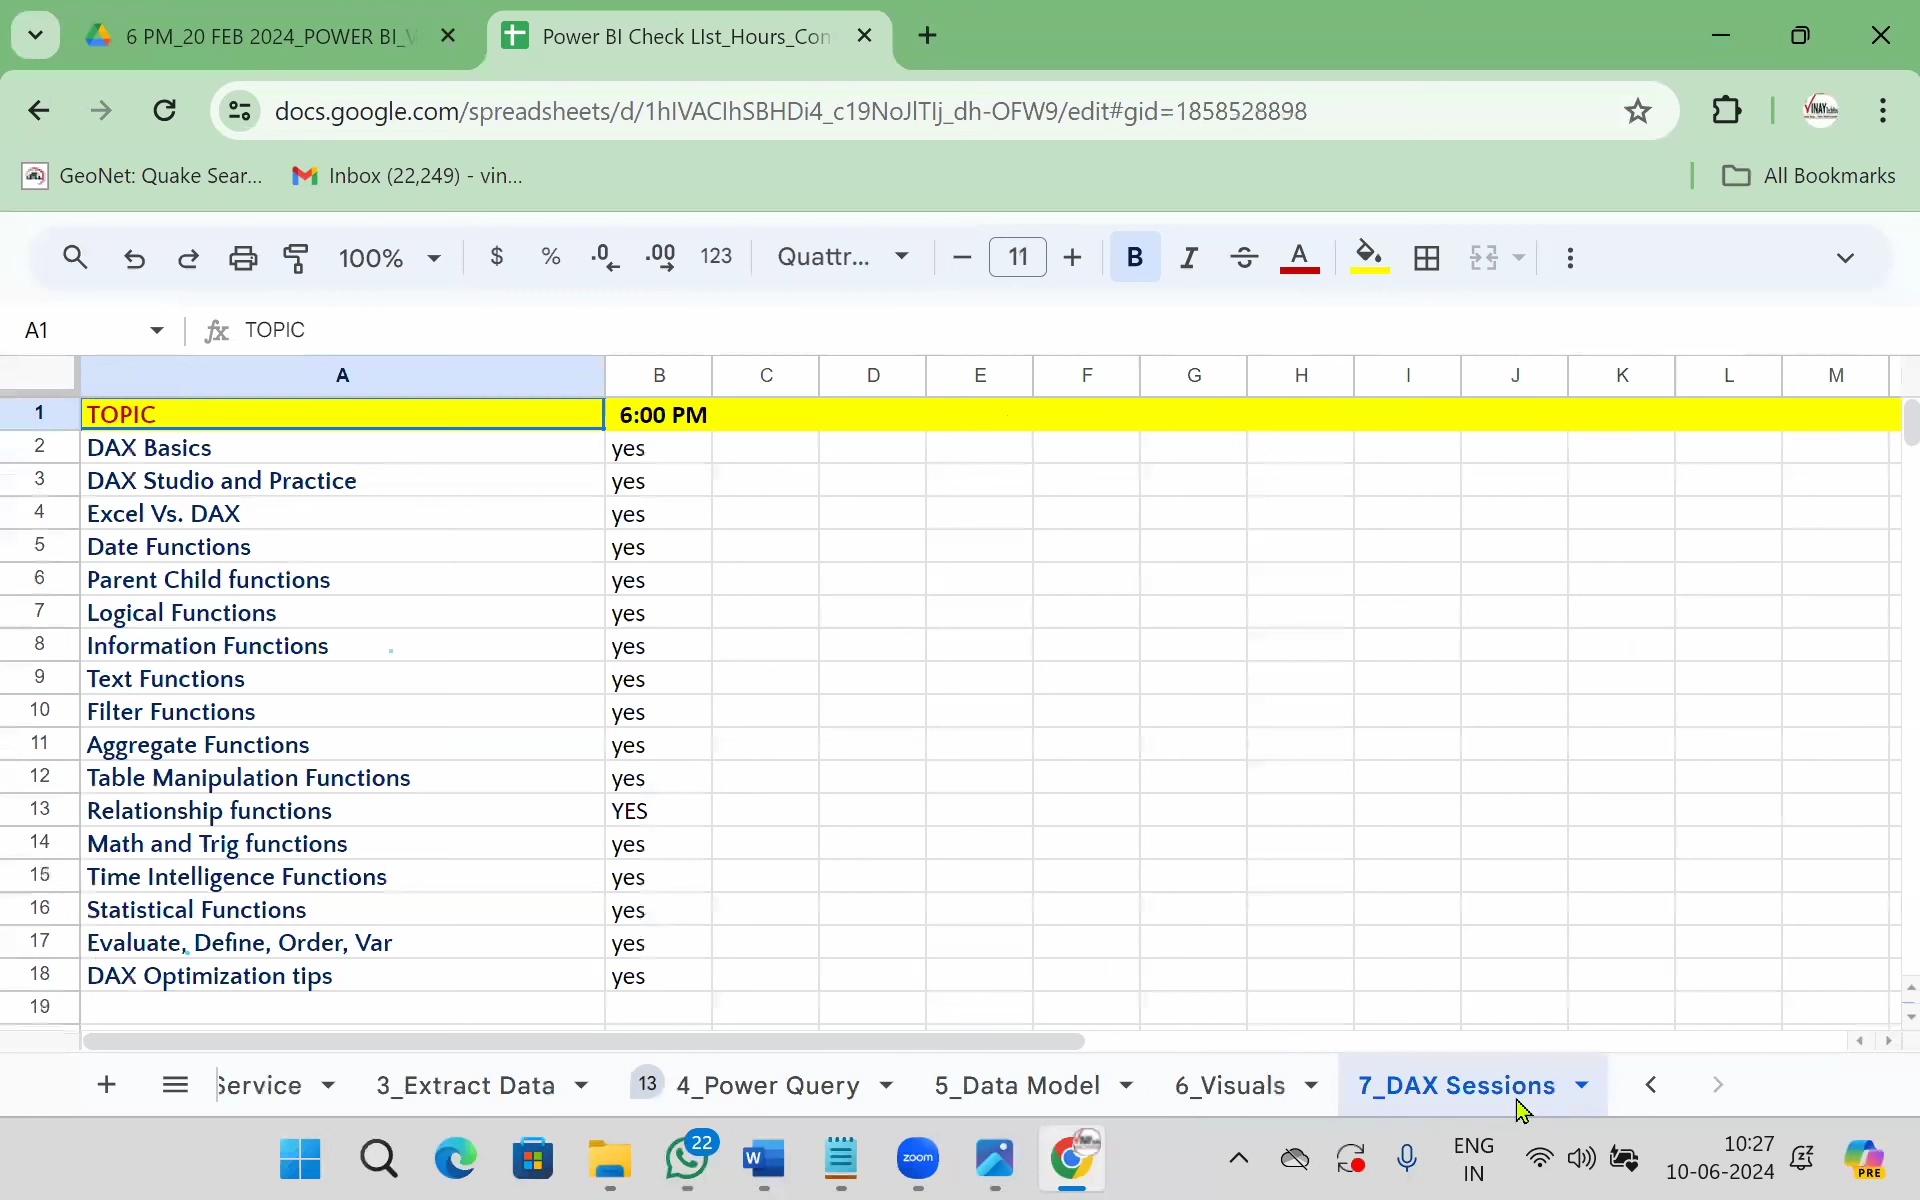 6 PM_20 FEB 2024_POWER BI_V
Power BI Check LIst_Hours_Con
docs.google.com/spreadsheets/d/1hIVACIhSBHDi4_c19NoJlTIj_dh-OFW9/edit#gid=1858528898
GeoNet: Quake Sear...
Inbox (22,249) - vin...
All Bookmarks
100%
$ % .0 .00 123
Quattr...
11
B I A
A1
fx TOPIC
A B C D E F G H I J K L M
1 TOPIC 6:00 PM
2 DAX Basics yes
3 DAX Studio and Practice yes
4 Excel Vs. DAX yes
5 Date Functions yes
6 Parent Child functions yes
7 Logical Functions yes
8 Information Functions yes
9 Text Functions yes
10 Filter Functions yes
11 Aggregate Functions yes
12 Table Manipulation Functions yes
13 Relationship functions YES
14 Math and Trig functions yes
15 Time Intelligence Functions yes
16 Statistical Functions yes
17 Evaluate, Define, Order, Var yes
18 DAX Optimization tips yes
19
Service 3_Extract Data 13 4_Power Query 5_Data Model 6_Visuals 7_DAX Sessions
22
W
zoom
ENG
IN
10:27
10-06-2024
PRE